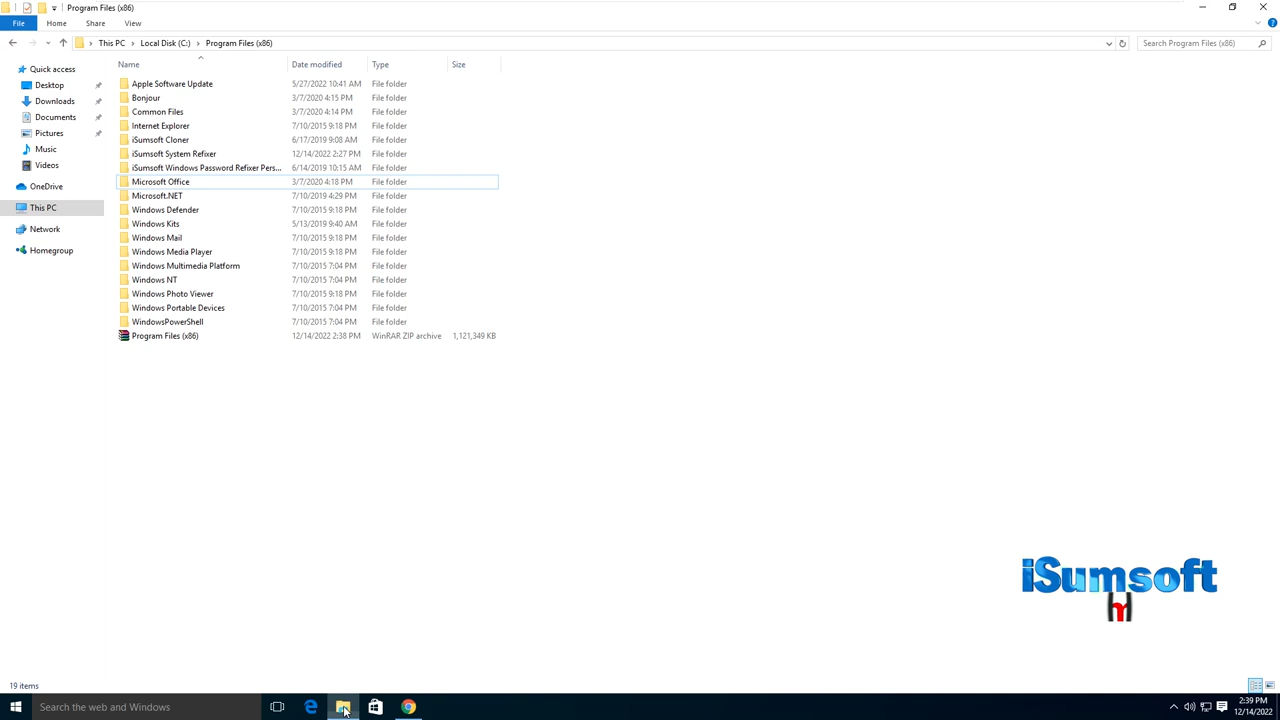 Program Files (x86)
File Home Share View
This PC Local Disk (C:) Program Files (x86) Search Program Files (x86)
Name Date modified Type Size
Quick access
Desktop
Downloads
Documents
Pictures
Music
Videos
OneDrive
This PC
Network
Homegroup
Apple Software Update 5/27/2022 10:41 AM File folder
Bonjour 3/7/2020 4:15 PM File folder
Common Files 3/7/2020 4:14 PM File folder
Internet Explorer 7/10/2015 9:18 PM File folder
iSumsoft Cloner 6/17/2019 9:08 AM File folder
iSumsoft System Refixer 12/14/2022 2:27 PM File folder
iSumsoft Windows Password Refixer Pers... 6/14/2019 10:15 AM File folder
Microsoft Office 3/7/2020 4:18 PM File folder
Microsoft.NET 7/10/2019 4:29 PM File folder
Windows Defender 7/10/2015 9:18 PM File folder
Windows Kits 5/13/2019 9:40 AM File folder
Windows Mail 7/10/2015 9:18 PM File folder
Windows Media Player 7/10/2015 9:18 PM File folder
Windows Multimedia Platform 7/10/2015 7:04 PM File folder
Windows NT 7/10/2015 7:04 PM File folder
Windows Photo Viewer 7/10/2015 9:18 PM File folder
Windows Portable Devices 7/10/2015 7:04 PM File folder
WindowsPowerShell 7/10/2015 7:04 PM File folder
Program Files (x86) 12/14/2022 2:38 PM WinRAR ZIP archive 1,121,349 KB
iSumsoft
19 items
Search the web and Windows
2:39 PM
12/14/2022